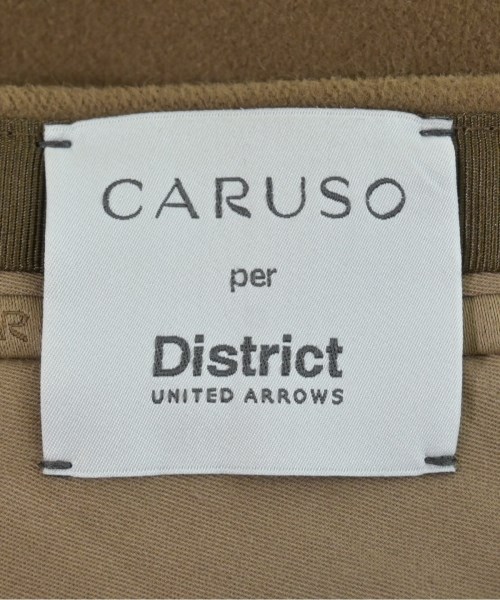 CARUSO
per
District
UNITED ARROWS
R